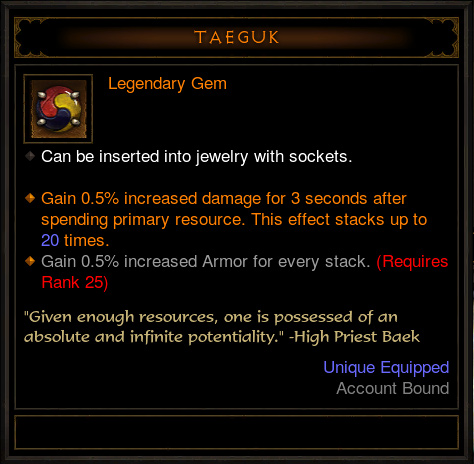 TAEGUK
Legendary Gem
Can be inserted into jewelry with sockets.
Gain 0.5% increased damage for 3 seconds after
spending primary resource. This effect stacks up to
20 times.
Gain 0.5% increased Armor for every stack. (Requires
Rank 25)
"Given enough resources, one is possessed of an
absolute and infinite potentiality." -High Priest Baek
Unique Equipped
Account Bound